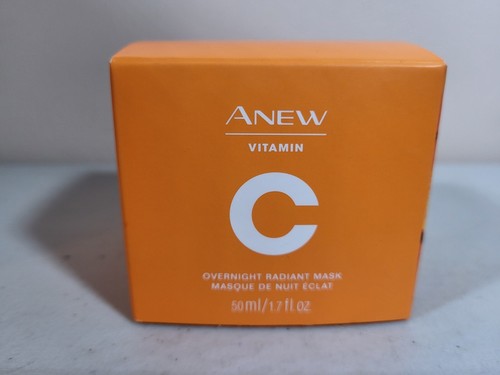 ANEW
VITAMIN
C
OVERNIGHT RADIANT MASK
MASQUE DE NUIT ÉCLAT
50 ml/1.7 fl.oz.